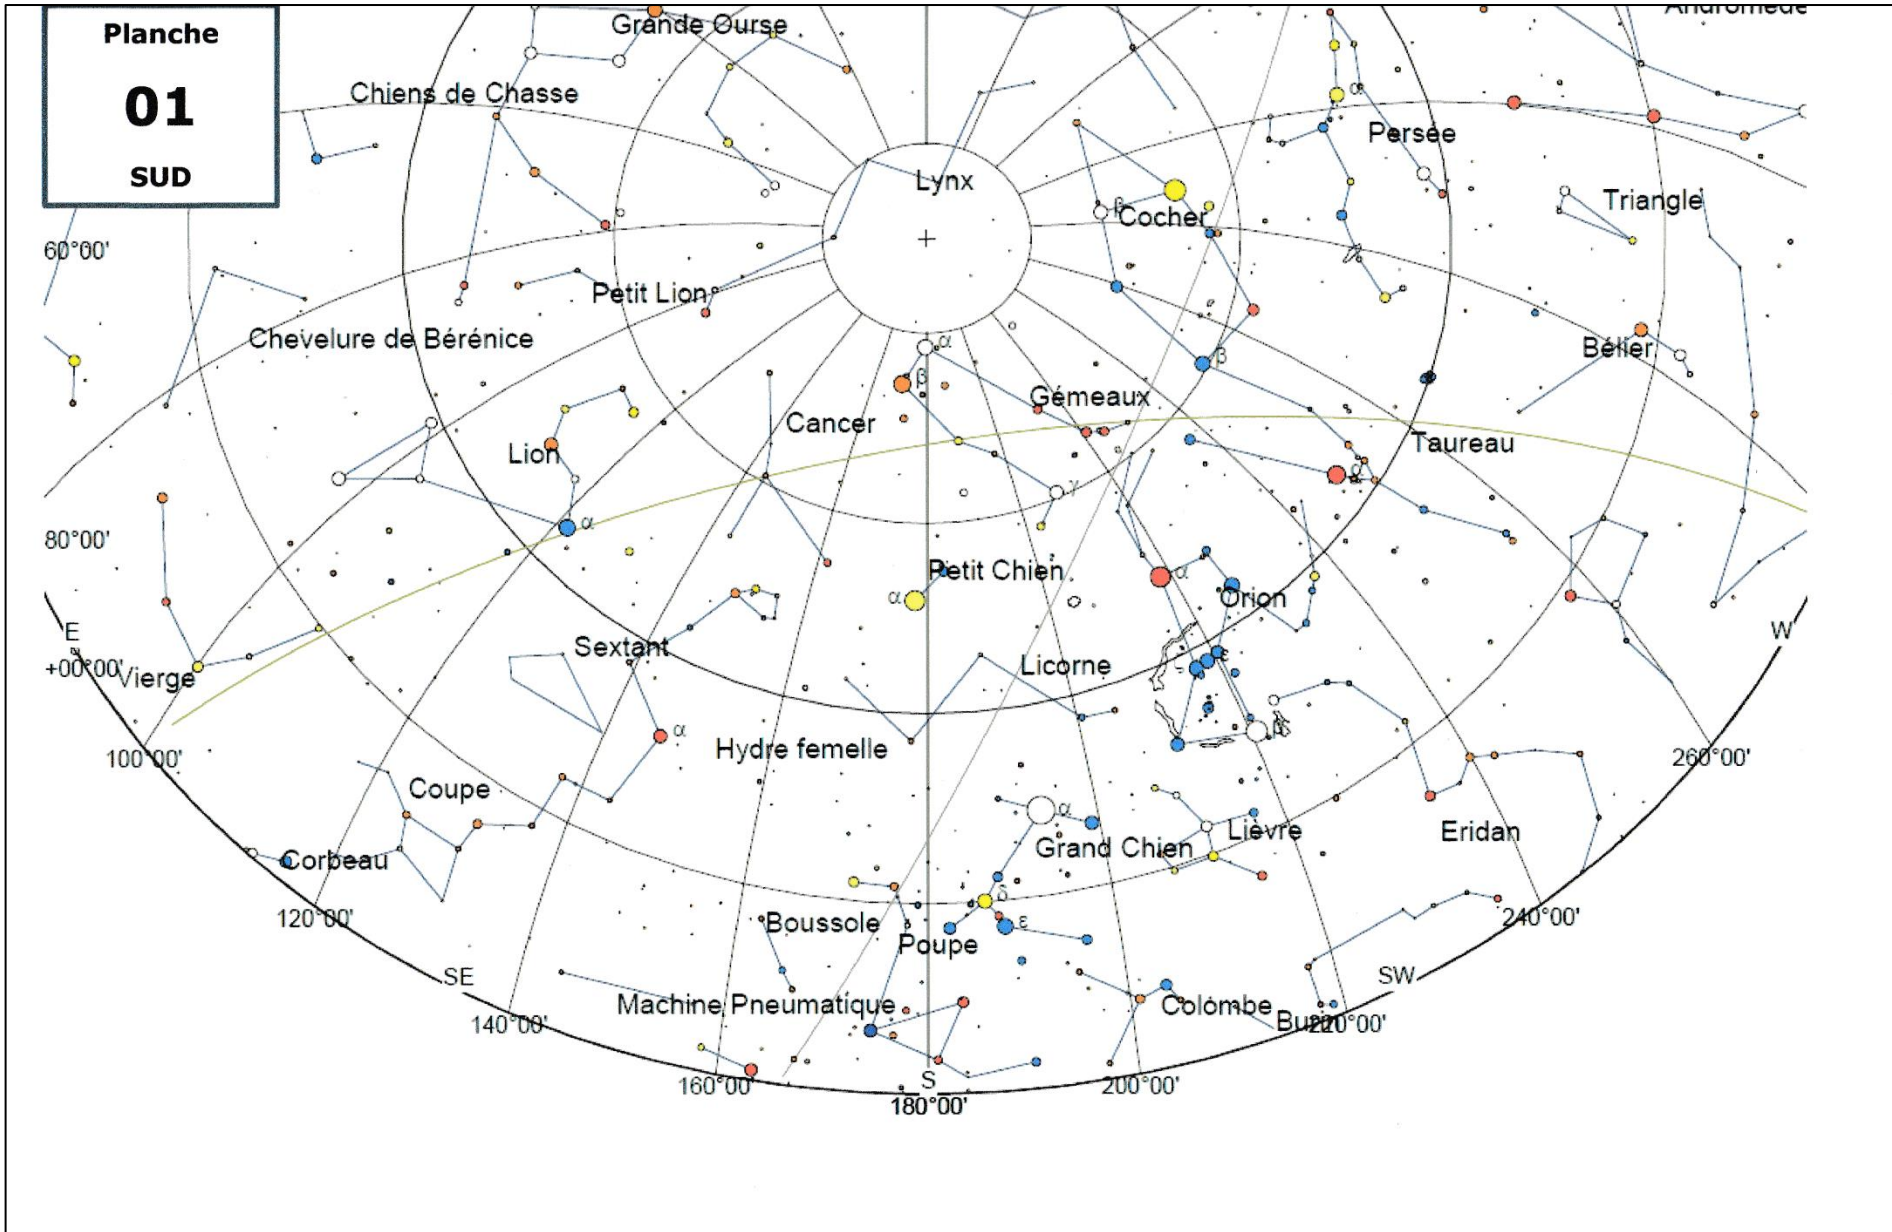 Planche
01
SUD
Grande Ourse
Andromède
Chiens de Chasse
α
Persée
Lynx
β
Cocher
Triangle
60°00'
Petit Lion
Chevelure de Bérénice
α
β
β
Bélier
Gémeaux
Cancer
Lion
Taureau
α
γ
α
80°00'
Petit Chien
α
α
Orion
E
W
+00°00'
Vierge
Sextant
Licorne
ε
α
β
Hydre femelle
100°00'
260°00'
Coupe
α
Grand Chien
Lièvre
Eridan
Corbeau
δ
120°00'
Boussole
ε
240°00'
Poupe
SE
SW
Machine Pneumatique
Colombe
Burin
140°00'
220°00'
160°00'
S
200°00'
180°00'